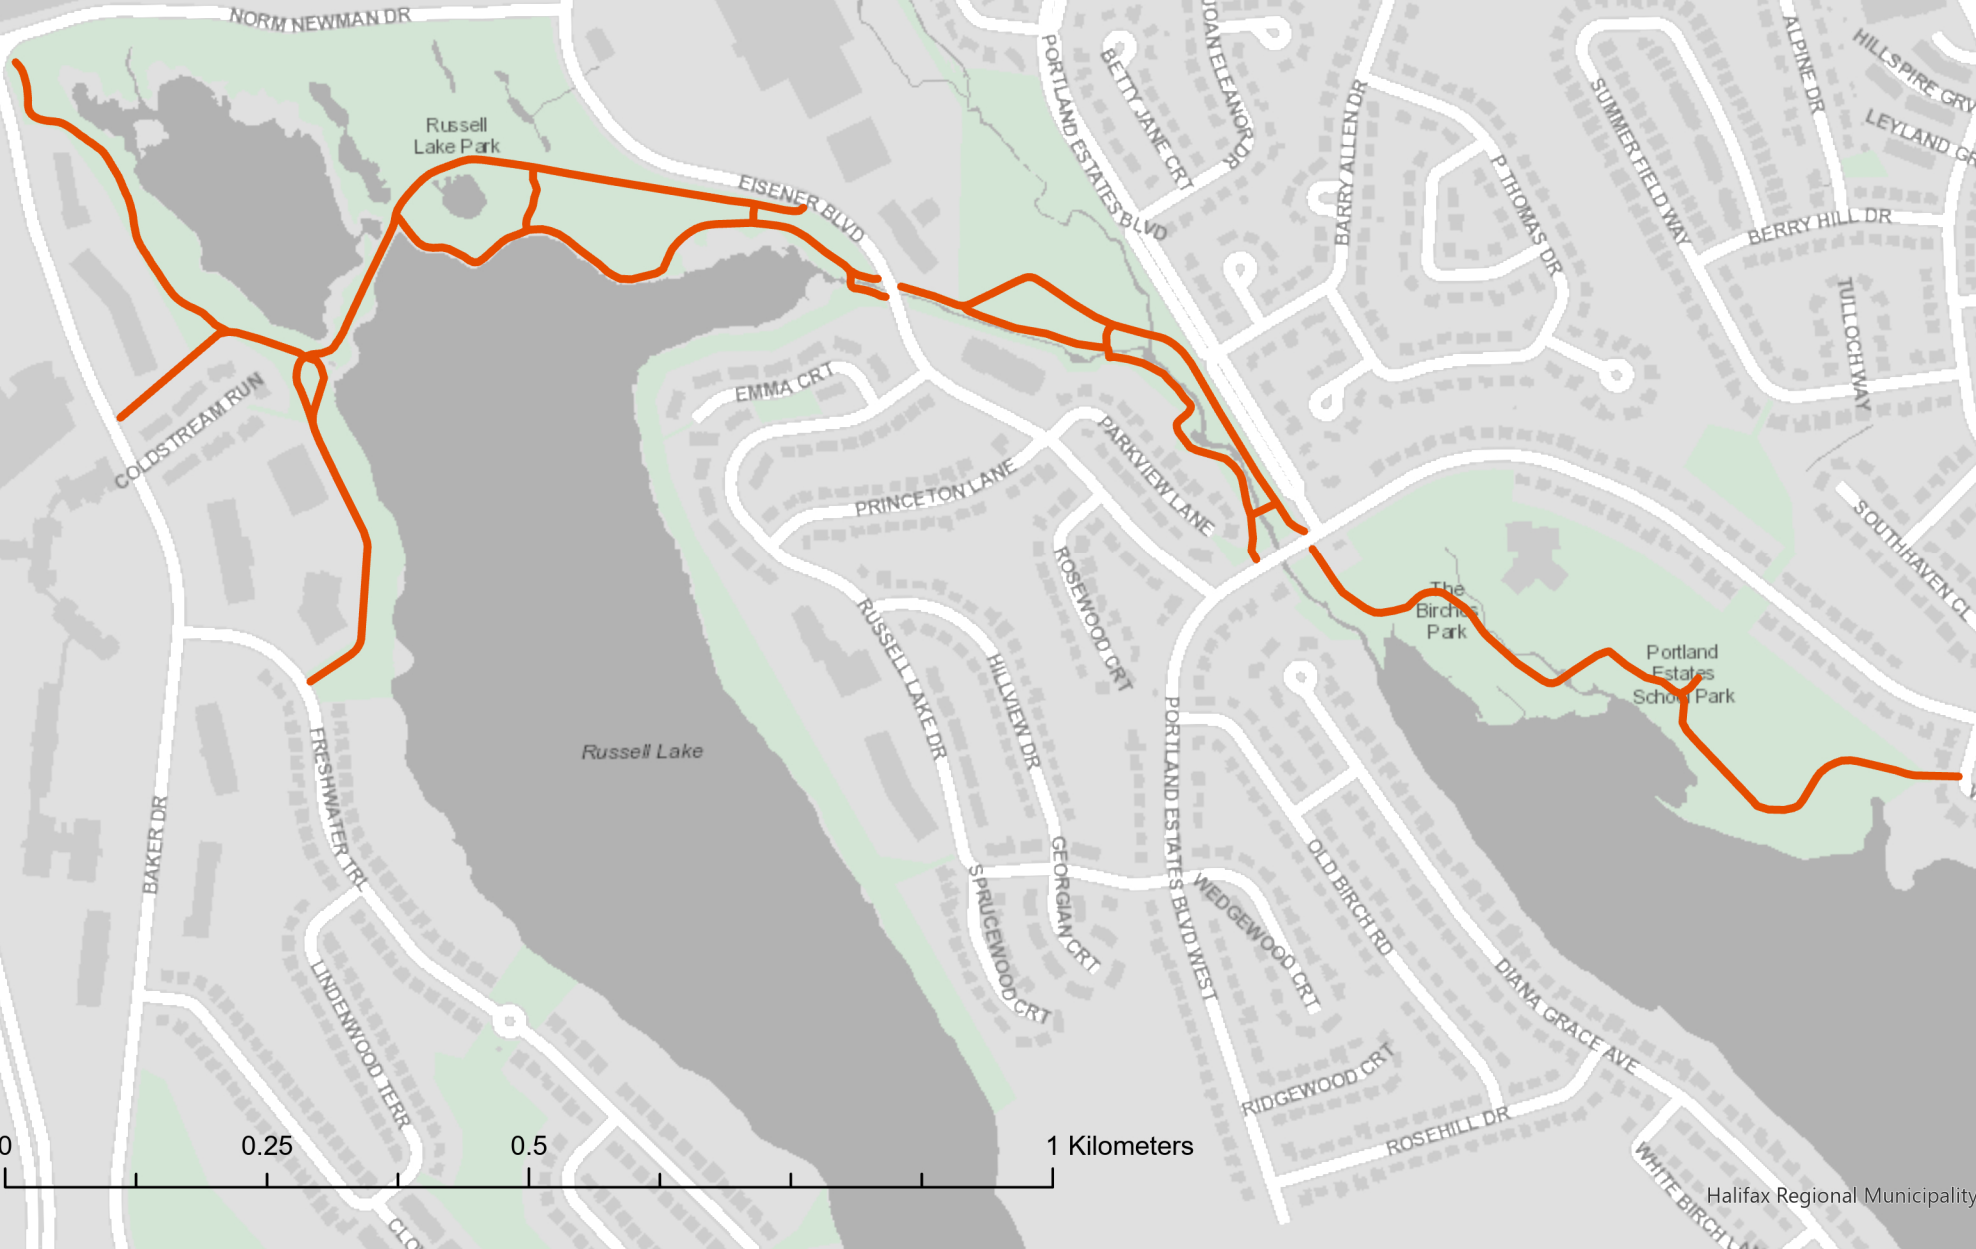 NORM NEWMAN DR
JOAN ELEANOR DR
ALPINE DR
HILLSPIRE GRV
PORTLAND ESTATES BLVD
BETTY JANE CRT
BARRY ALLEN DR
SUMMERFIELD WAY
LEYLAND GR
Russell
Lake Park
P THOMAS DR
EISENER BLVD
BERRY HILL DR
TULLOCH WAY
EMMA CRT
COLDSTREAM RUN
PARKVIEW LANE
PRINCETON LANE
SOUTHHAVEN CL
ROSEWOOD CRT
The
Birches
Park
RUSSELL LAKE DR
HILLVIEW DR
Portland
Estates
School Park
Russell Lake
FRESHWATER TRL
BAKER DR
PORTLAND ESTATES BLVD WEST
OLD BIRCH RD
SPRUCEWOOD CRT
GEORGIAN CRT
WEDGEWOOD CRT
LINDENWOOD TERR
DIANA GRACE AVE
RIDGEWOOD CRT
ROSEHILL DR
WHITE BIRCH LA
CLO
0
0.25
0.5
1 Kilometers
Halifax Regional Municipality